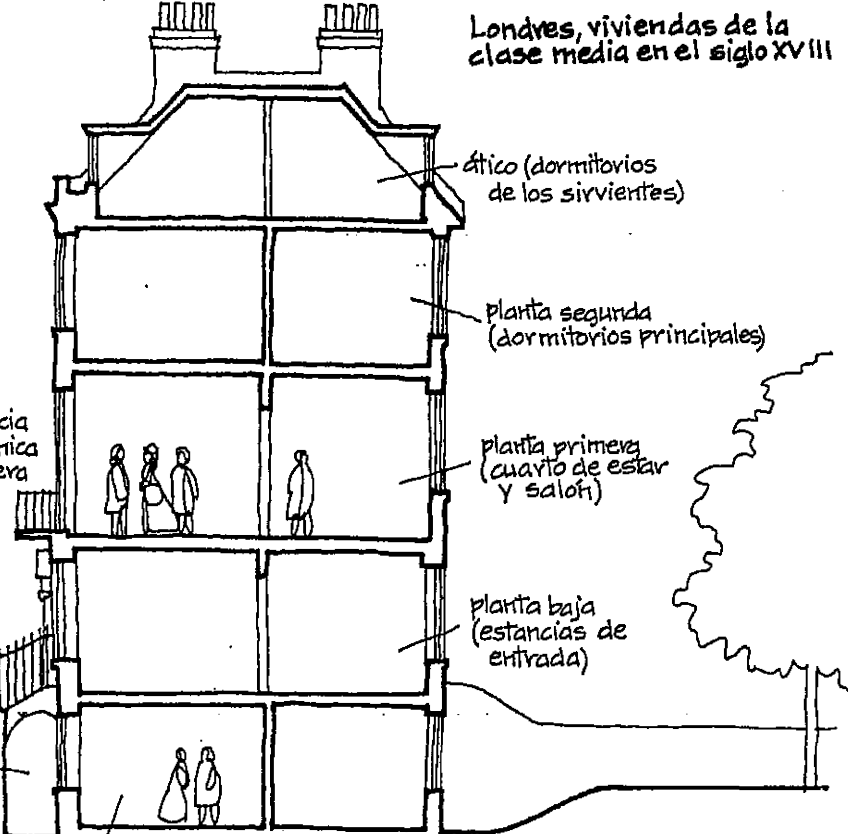 Londres, viviendas de la
clase media en el siglo XVIII
ático (dormitorios
de los sirvientes)
planta segunda
(dormitorios principales)
planta primera
(cuarto de estar
y salón)
planta baja
(estancias de
entrada)